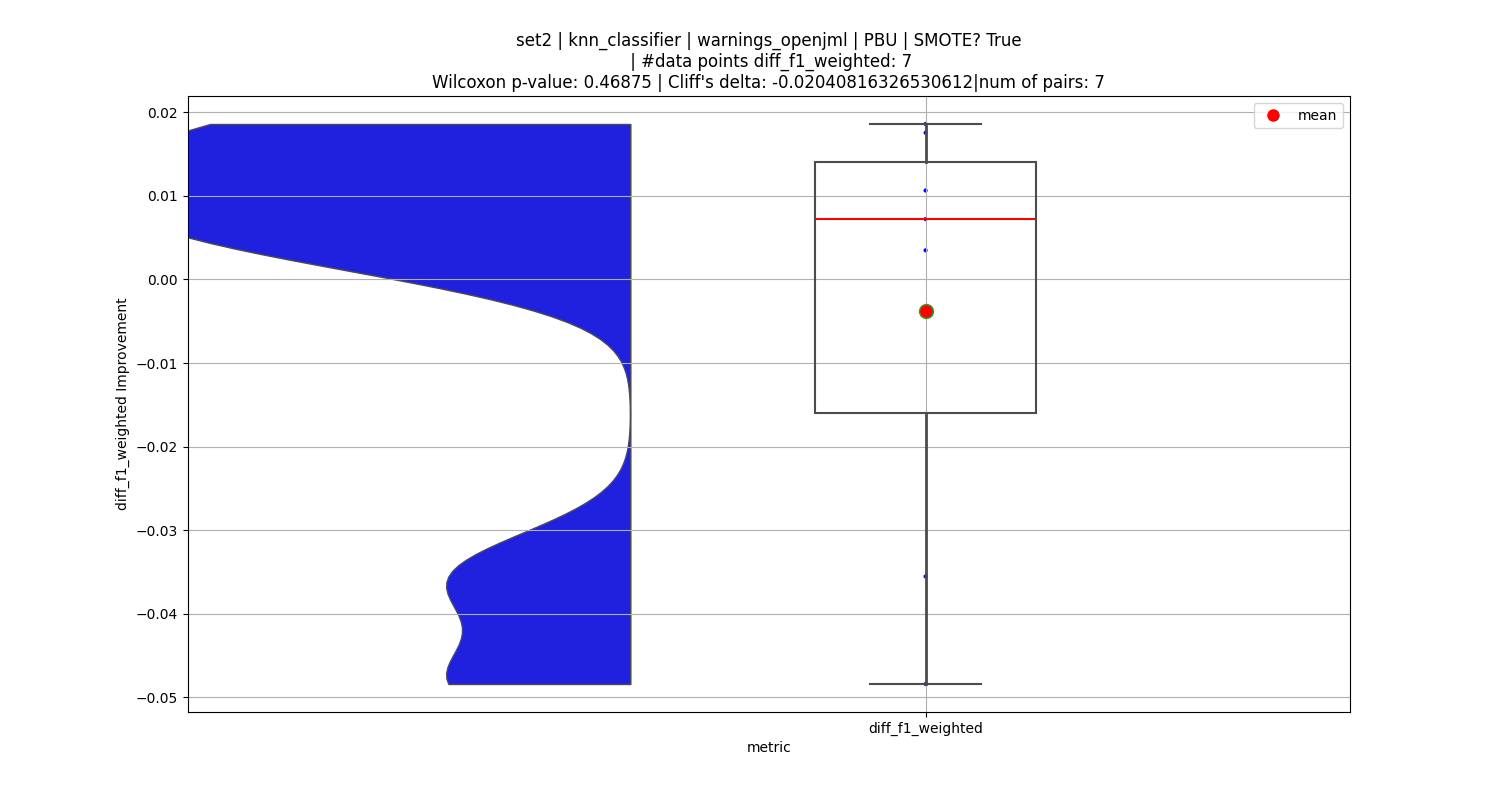 set2 | knn_classifier | warnings_openjml | PBU | SMOTE? True
| #data points diff_f1_weighted: 7
Wilcoxon p-value: 0.46875 | Cliff's delta: -0.02040816326530612|num of pairs: 7
mean
0.02
0.01
0.00
−0.01
−0.02
−0.03
−0.04
−0.05
diff_f1_weighted Improvement
diff_f1_weighted
metric